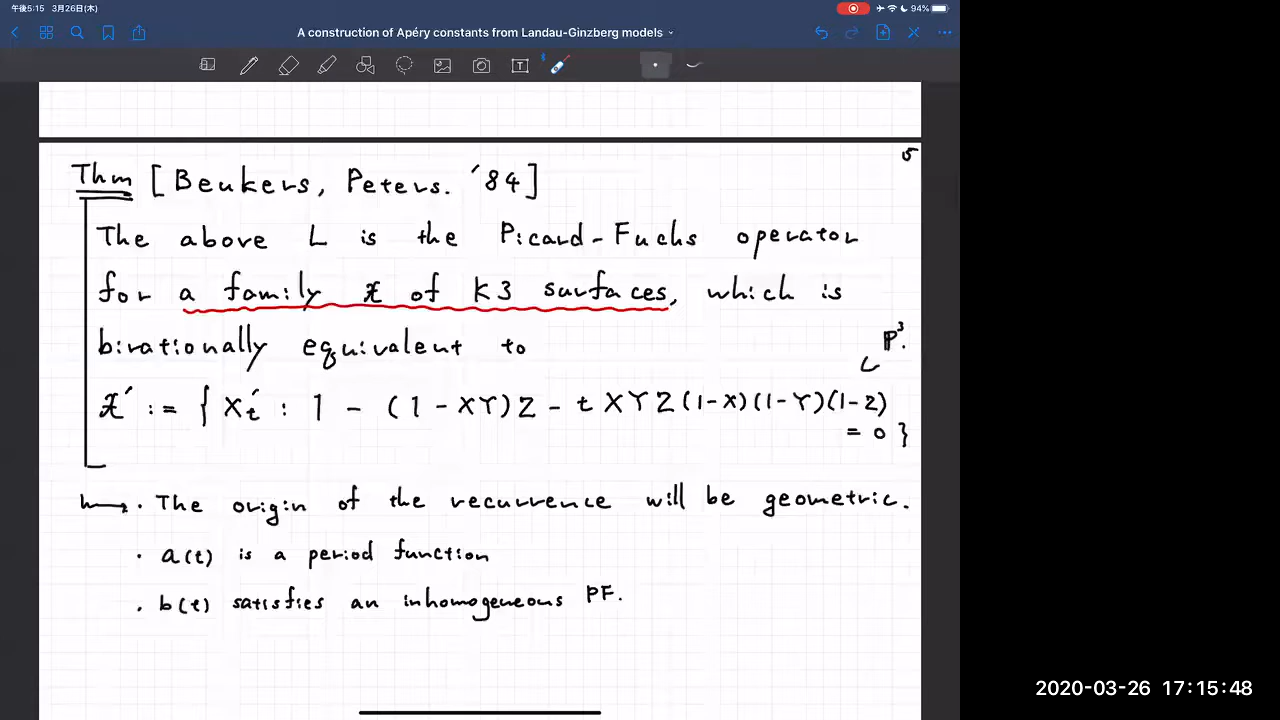 午後5:15 3月26日(木)
94%
A construction of Apéry constants from Landau-Ginzberg models
5
Thm [Beukers, Peters. '84]
The above L is the Picard-Fuchs operator
for a family 𝒳 of K3 surfaces, which is
birationally equivalent to
ℙ³.
𝒳' := { X'_t : 1 - (1 - XY)Z - t XYZ(1-X)(1-Y)(1-Z)
= 0 }
· The origin of the recurrence will be geometric.
· a(t) is a period function
· b(t) satisfies an inhomogeneous PF.
2020-03-26 17:15:48